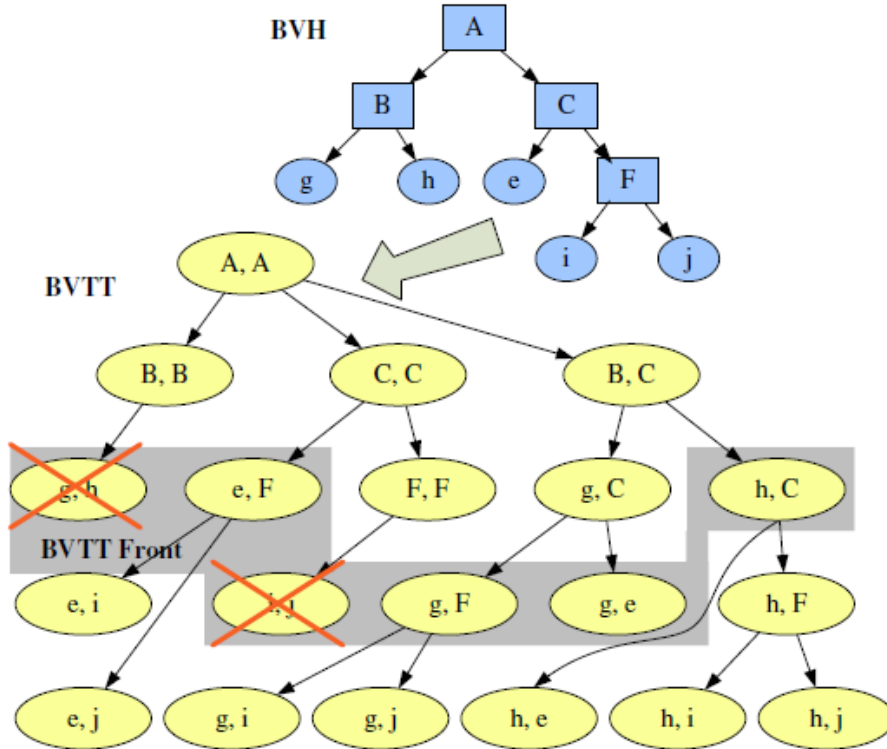 BVH
A
B
C
g
h
e
F
i
j
BVTT
A, A
B, B
C, C
B, C
g, h
e, F
F, F
g, C
h, C
BVTT Front
e, i
i, j
g, F
g, e
h, F
e, j
g, i
g, j
h, e
h, i
h, j